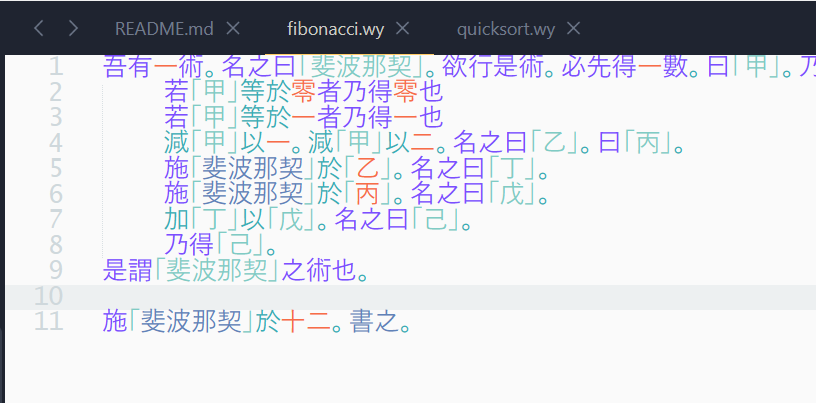 README.md fibonacci.wy quicksort.wy
1 吾有一術。名之曰「斐波那契」。欲行是術。必先得一數。曰「甲」。乃
2 若「甲」等於零者乃得零也
3 若「甲」等於一者乃得一也
4 減「甲」以一。減「甲」以二。名之曰「乙」。曰「丙」。
5 施「斐波那契」於「乙」。名之曰「丁」。
6 施「斐波那契」於「丙」。名之曰「戊」。
7 加「丁」以「戊」。名之曰「己」。
8 乃得「己」。
9 是謂「斐波那契」之術也。
10
11 施「斐波那契」於十二。書之。